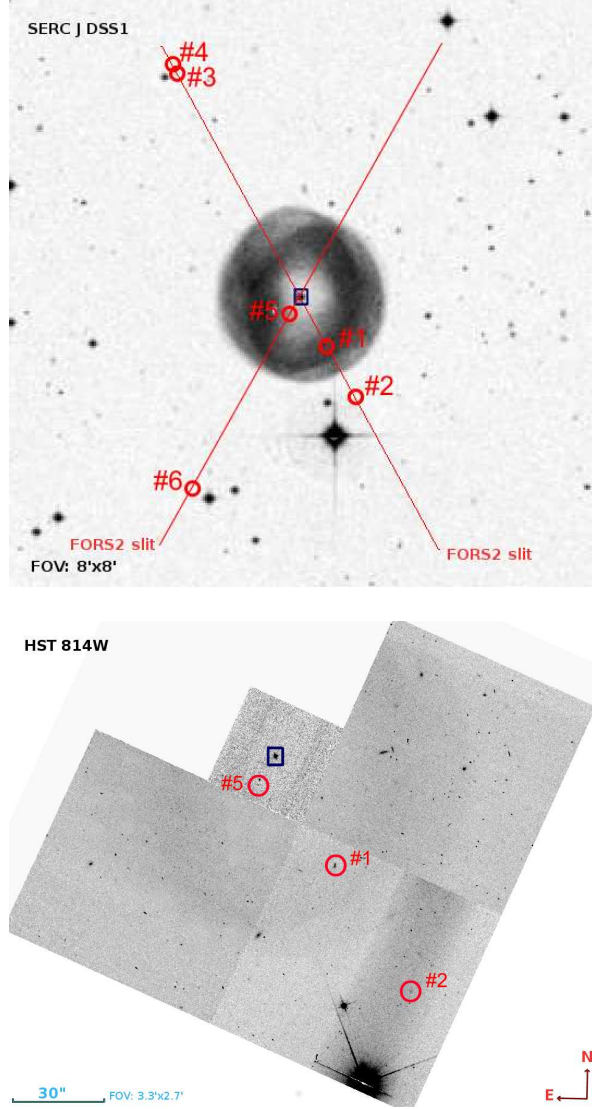 SERC J DSS1
#4
#3
#5
#1
#2
#6
FORS2 slit
FORS2 slit
FOV: 8'x8'
HST 814W
#5
#1
#2
30"
FOV: 3.3'x2.7'
N
E